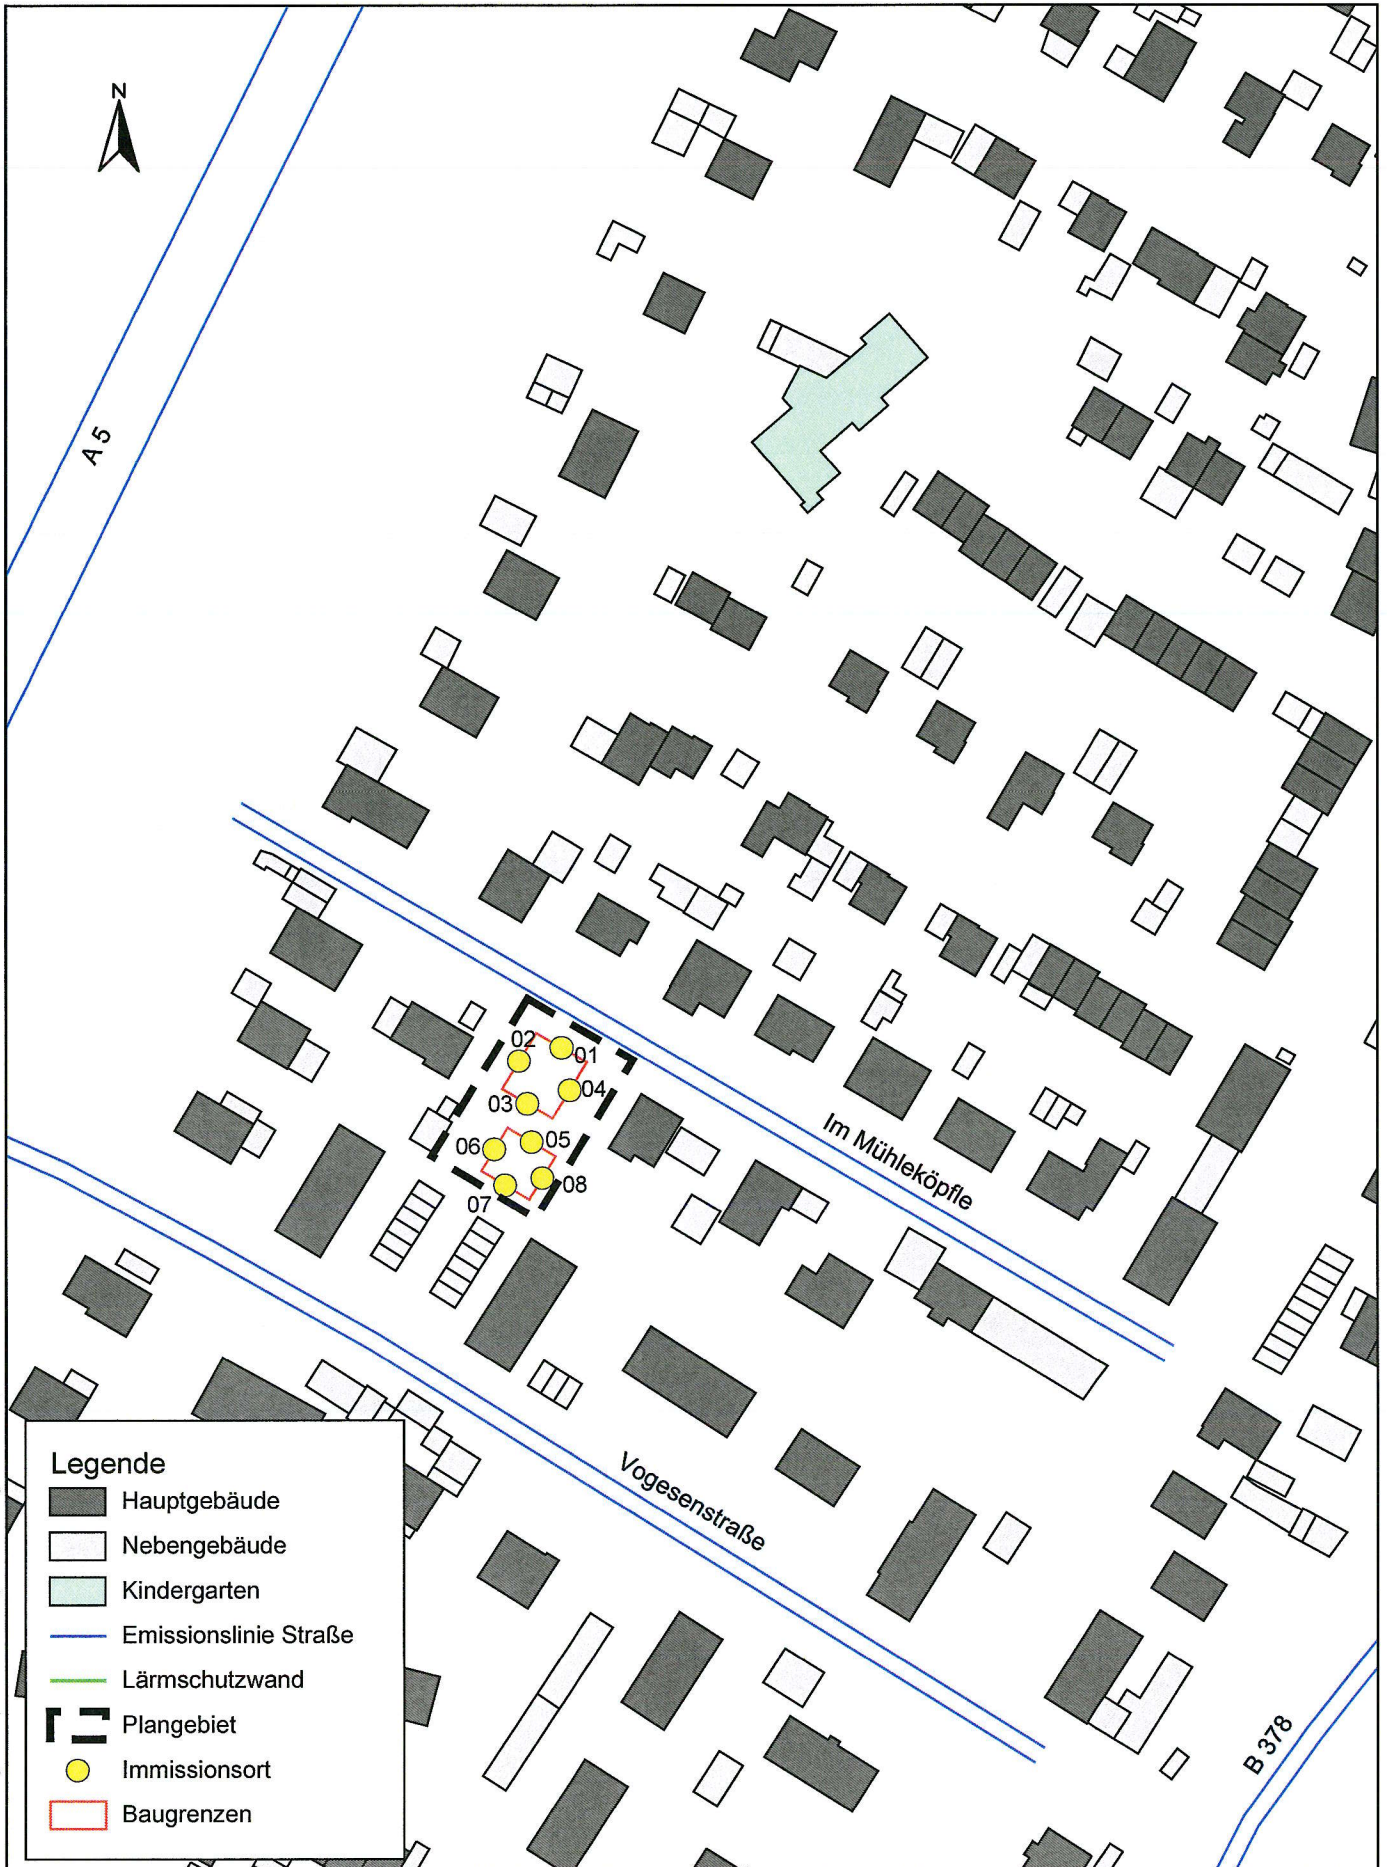 N
A 5
02
01
04
03
05
06
08
07
Im Mühleköpfle
Vogesenstraße
B 378
Legende
Hauptgebäude
Nebengebäude
Kindergarten
Emissionslinie Straße
Lärmschutzwand
Plangebiet
Immissionsort
Baugrenzen